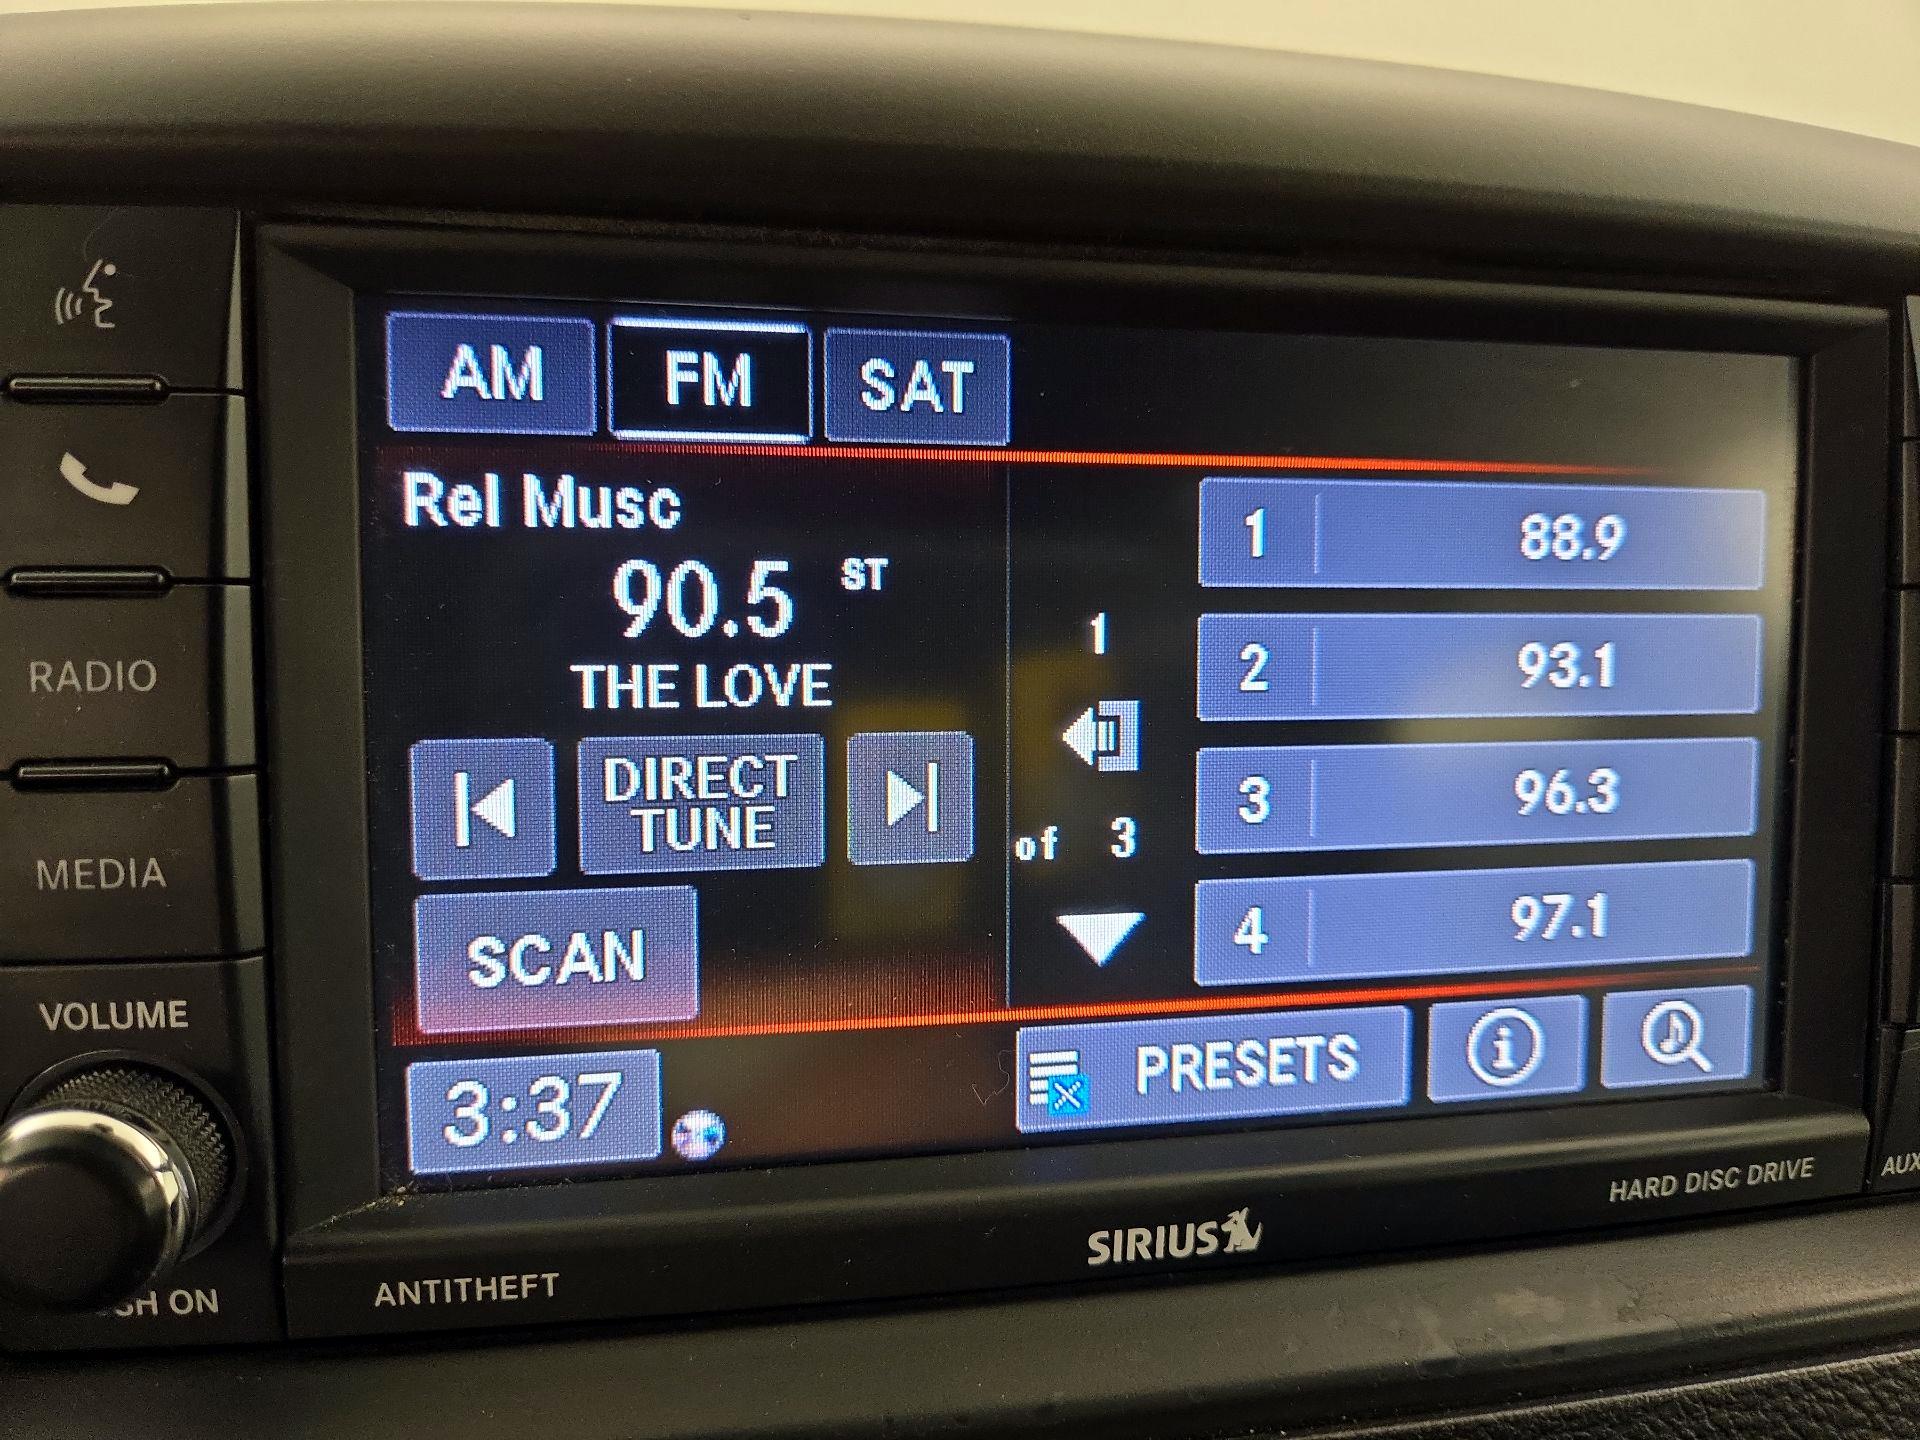 AM FM SAT
Rel Musc
90.5 ST
THE LOVE
DIRECT
TUNE
SCAN
3:37
1
of 3
1 88.9
2 93.1
3 96.3
4 97.1
PRESETS
RADIO
MEDIA
VOLUME
SH ON
ANTITHEFT
SIRIUS
HARD DISC DRIVE
AUX